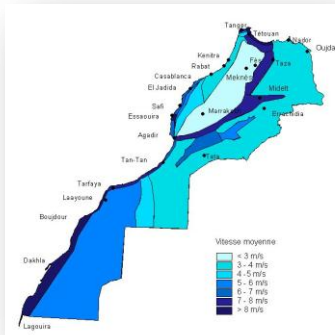 Tanger
Tétouan
Nador
Oujda
Kendra
Fès
Rabat
Taza
Casablanca
Meknès
El Jadida
Midelt
Safi
Marrake
Essaouira
Errachidia
Agadir
Tata
Tan-Tan
Tarfaya
Laayoune
Boujdour
Dakhla
Lagouira
Vitesse moyenne
< 3 m/s
3 - 4 m/s
4 -5 m/s
5 - 6 m/s
6 - 7 m/s
7 - 8 m/s
> 8 m/s